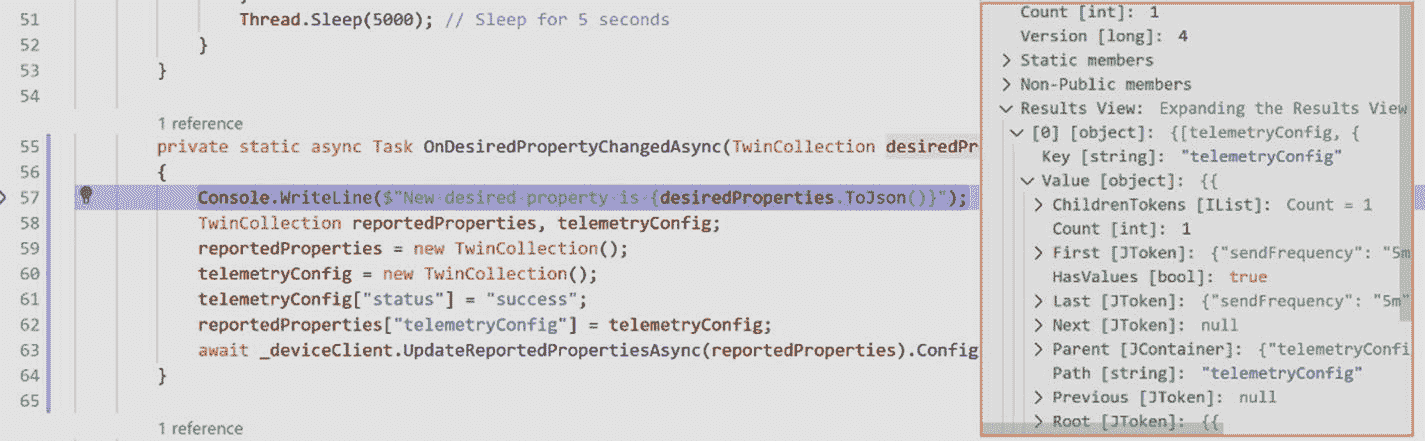 51 Thread.Sleep(5000); // Sleep for 5 seconds
52 }
53 }
54
1 reference
55 private static async Task OnDesiredPropertyChangedAsync(TwinCollection desiredPr
56 {
57 Console.WriteLine($"New desired property is {desiredProperties.ToJson()}");
58 TwinCollection reportedProperties, telemetryConfig;
59 reportedProperties = new TwinCollection();
60 telemetryConfig = new TwinCollection();
61 telemetryConfig["status"] = "success";
62 reportedProperties["telemetryConfig"] = telemetryConfig;
63 await _deviceClient.UpdateReportedPropertiesAsync(reportedProperties).Config
64 }
65
1 reference
Count [int]: 1
Version [long]: 4
Static members
Non-Public members
Results View: Expanding the Results View
[0] [object]: {[telemetryConfig, {
Key [string]: "telemetryConfig"
Value [object]: {{
ChildrenTokens [IList]: Count = 1
Count [int]: 1
First [JToken]: {"sendFrequency": "5m
HasValues [bool]: true
Last [JToken]: {"sendFrequency": "5m"
Next [JToken]: null
Parent [JContainer]: {"telemetryConfi
Path [string]: "telemetryConfig"
Previous [JToken]: null
Root [JToken]: {{